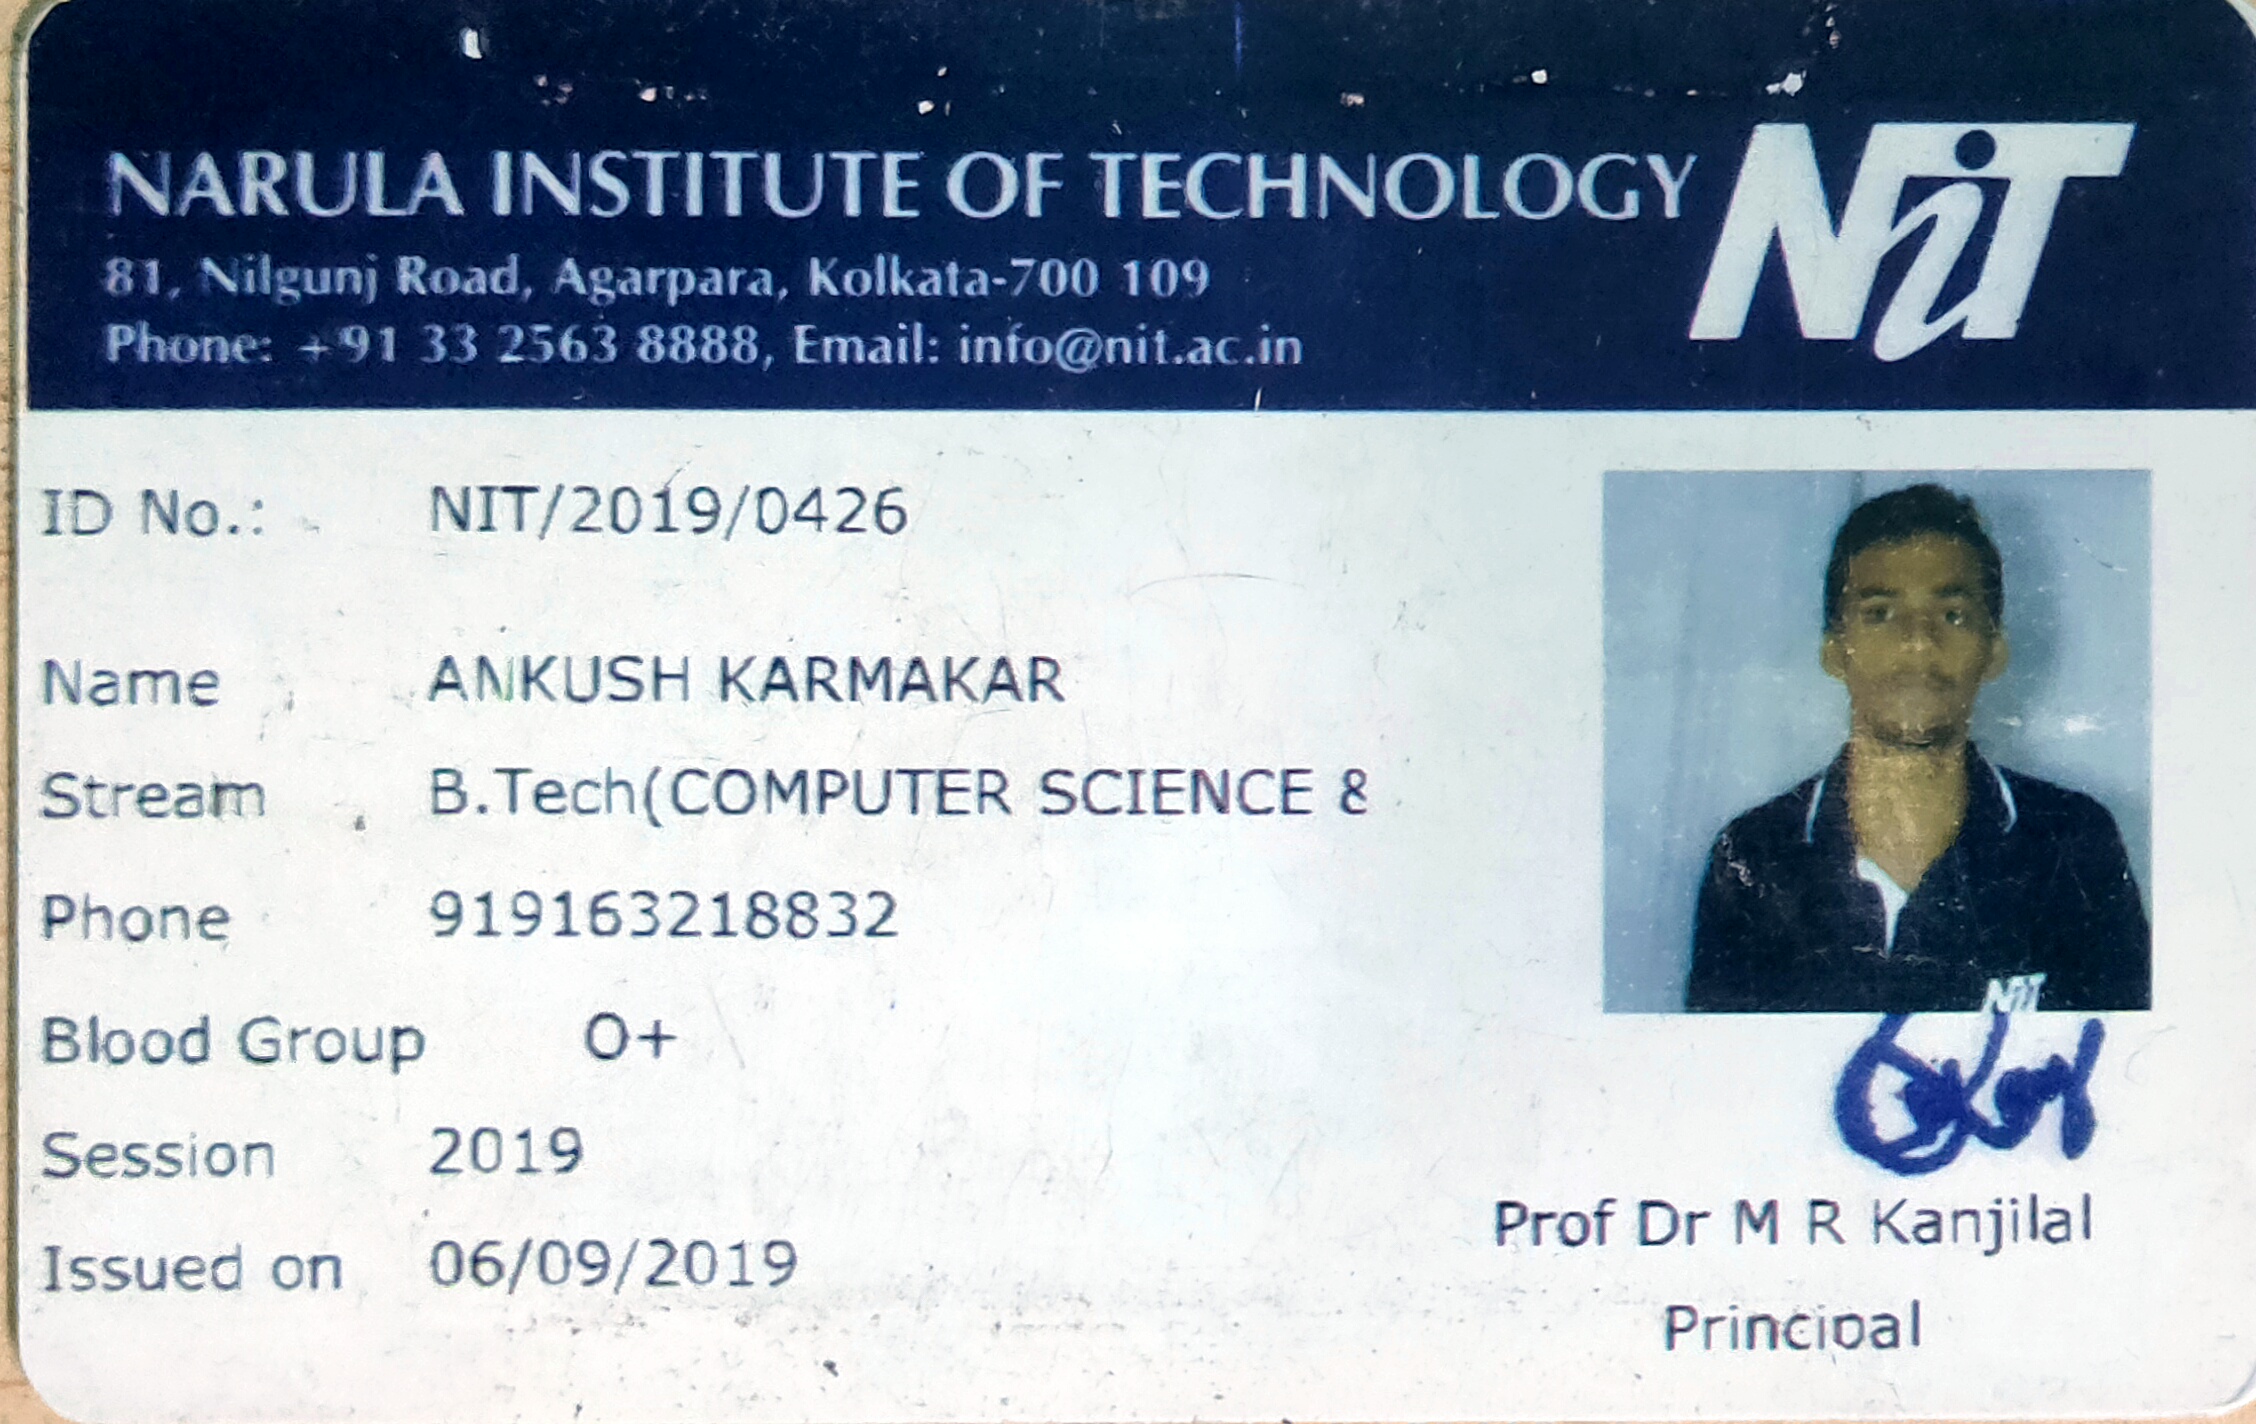 NARULA INSTITUTE OF TECHNOLOGY NiT
81, Nilgunj Road, Agarpara, Kolkata-700 109
Phone: +91 33 2563 8888, Email: info@nit.ac.in
ID No.: NIT/2019/0426
Name ANKUSH KARMAKAR
Stream B.Tech(COMPUTER SCIENCE &
Phone 919163218832
Blood Group O+
Session 2019
Issued on 06/09/2019
NiT
Prof Dr M R Kanjilal
Principal